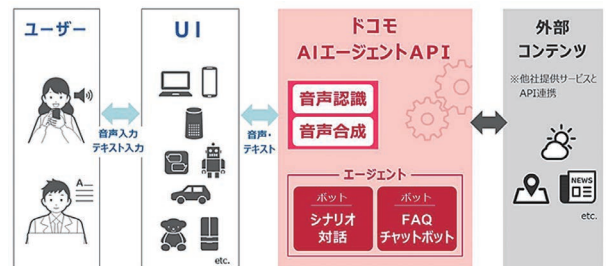 ユーザー
A
音声入力
テキスト入力
UI
etc.
音声・
テキスト
ドコモ
AIエージェントAPI
音声認識
音声合成
エージェント
ボット
シナリオ
対話
ボット
FAQ
チャットボット
外部
コンテンツ
※他社提供サービスと
API連携
NEWS
etc.